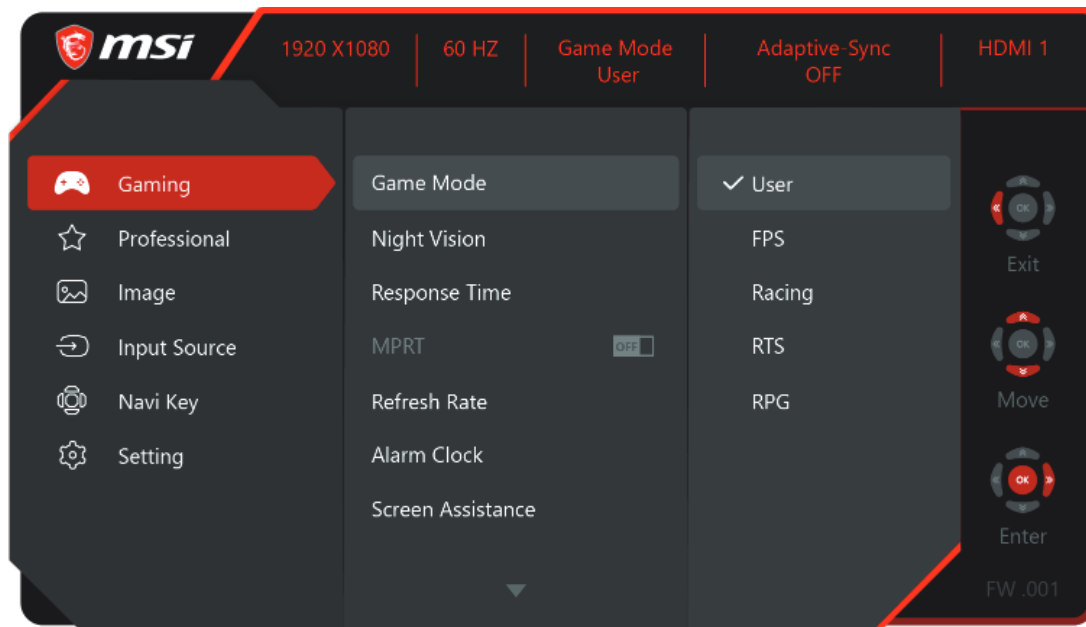 msi
1920 X1080
60 HZ
Game Mode
User
Adaptive-Sync
OFF
HDMI 1
Gaming
Professional
Image
Input Source
Navi Key
Setting
Game Mode
Night Vision
Response Time
MPRT
OFF
Refresh Rate
Alarm Clock
Screen Assistance
User
FPS
Racing
RTS
RPG
OK
Exit
OK
Move
OK
Enter
FW .001